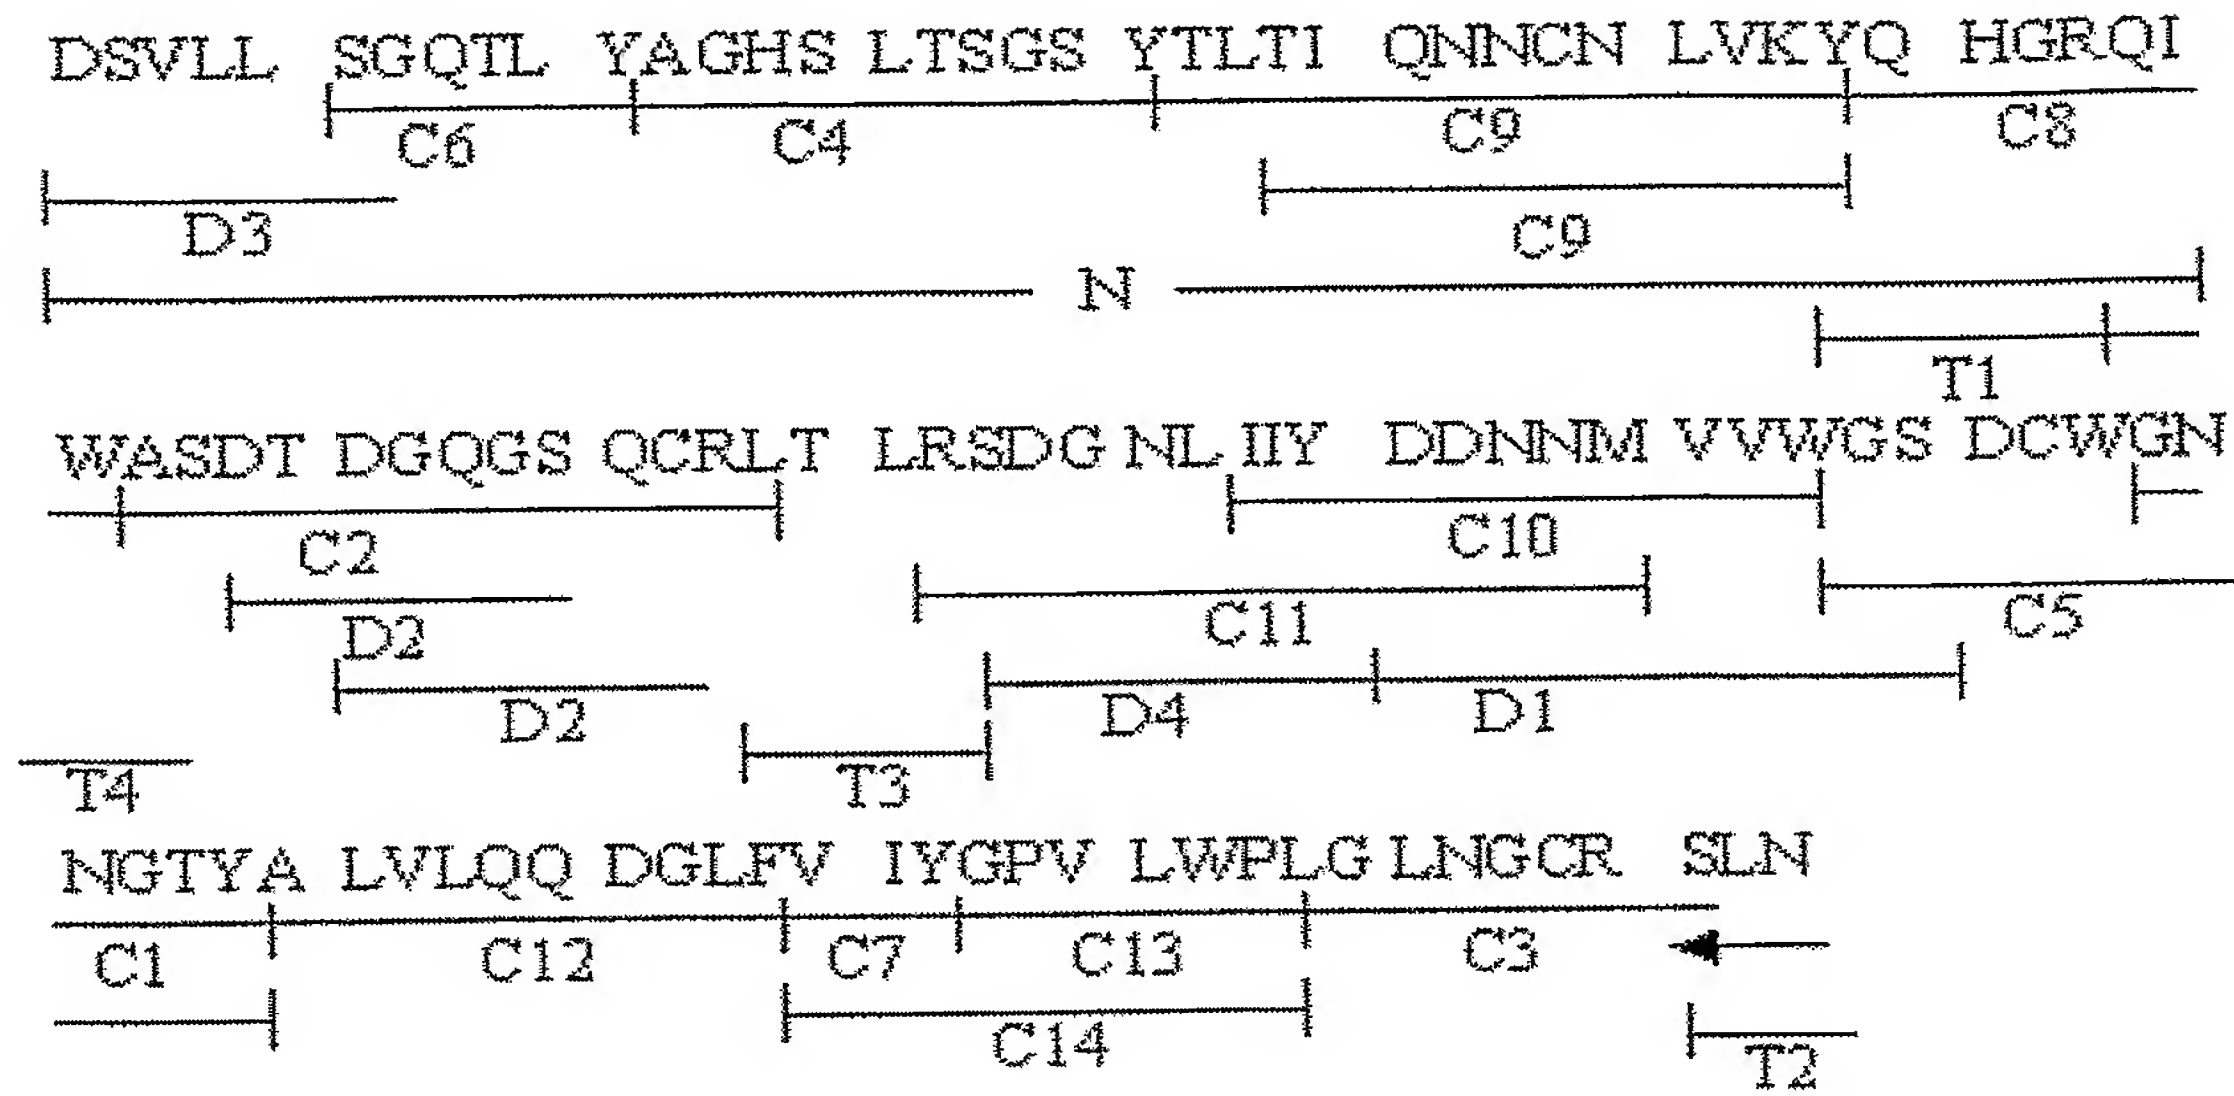 DSVLL SGQTL YAGHS LTSGS YTLTI QNNCN LVKYQ HGRQI
C6 C4 C9 C8
D3 C9
N
T1
WASDT DGQGS QCRLT LRSDG NLIIY DDNNM VVWGS DCWGN
C2 C10
D2 C11 C5
D2 D4 D1
T4 T3
NGTYA LVLQQ DGLFV IYGPV LWPLG LNGCR SLN
C1 C12 C7 C13 C3
C14 T2